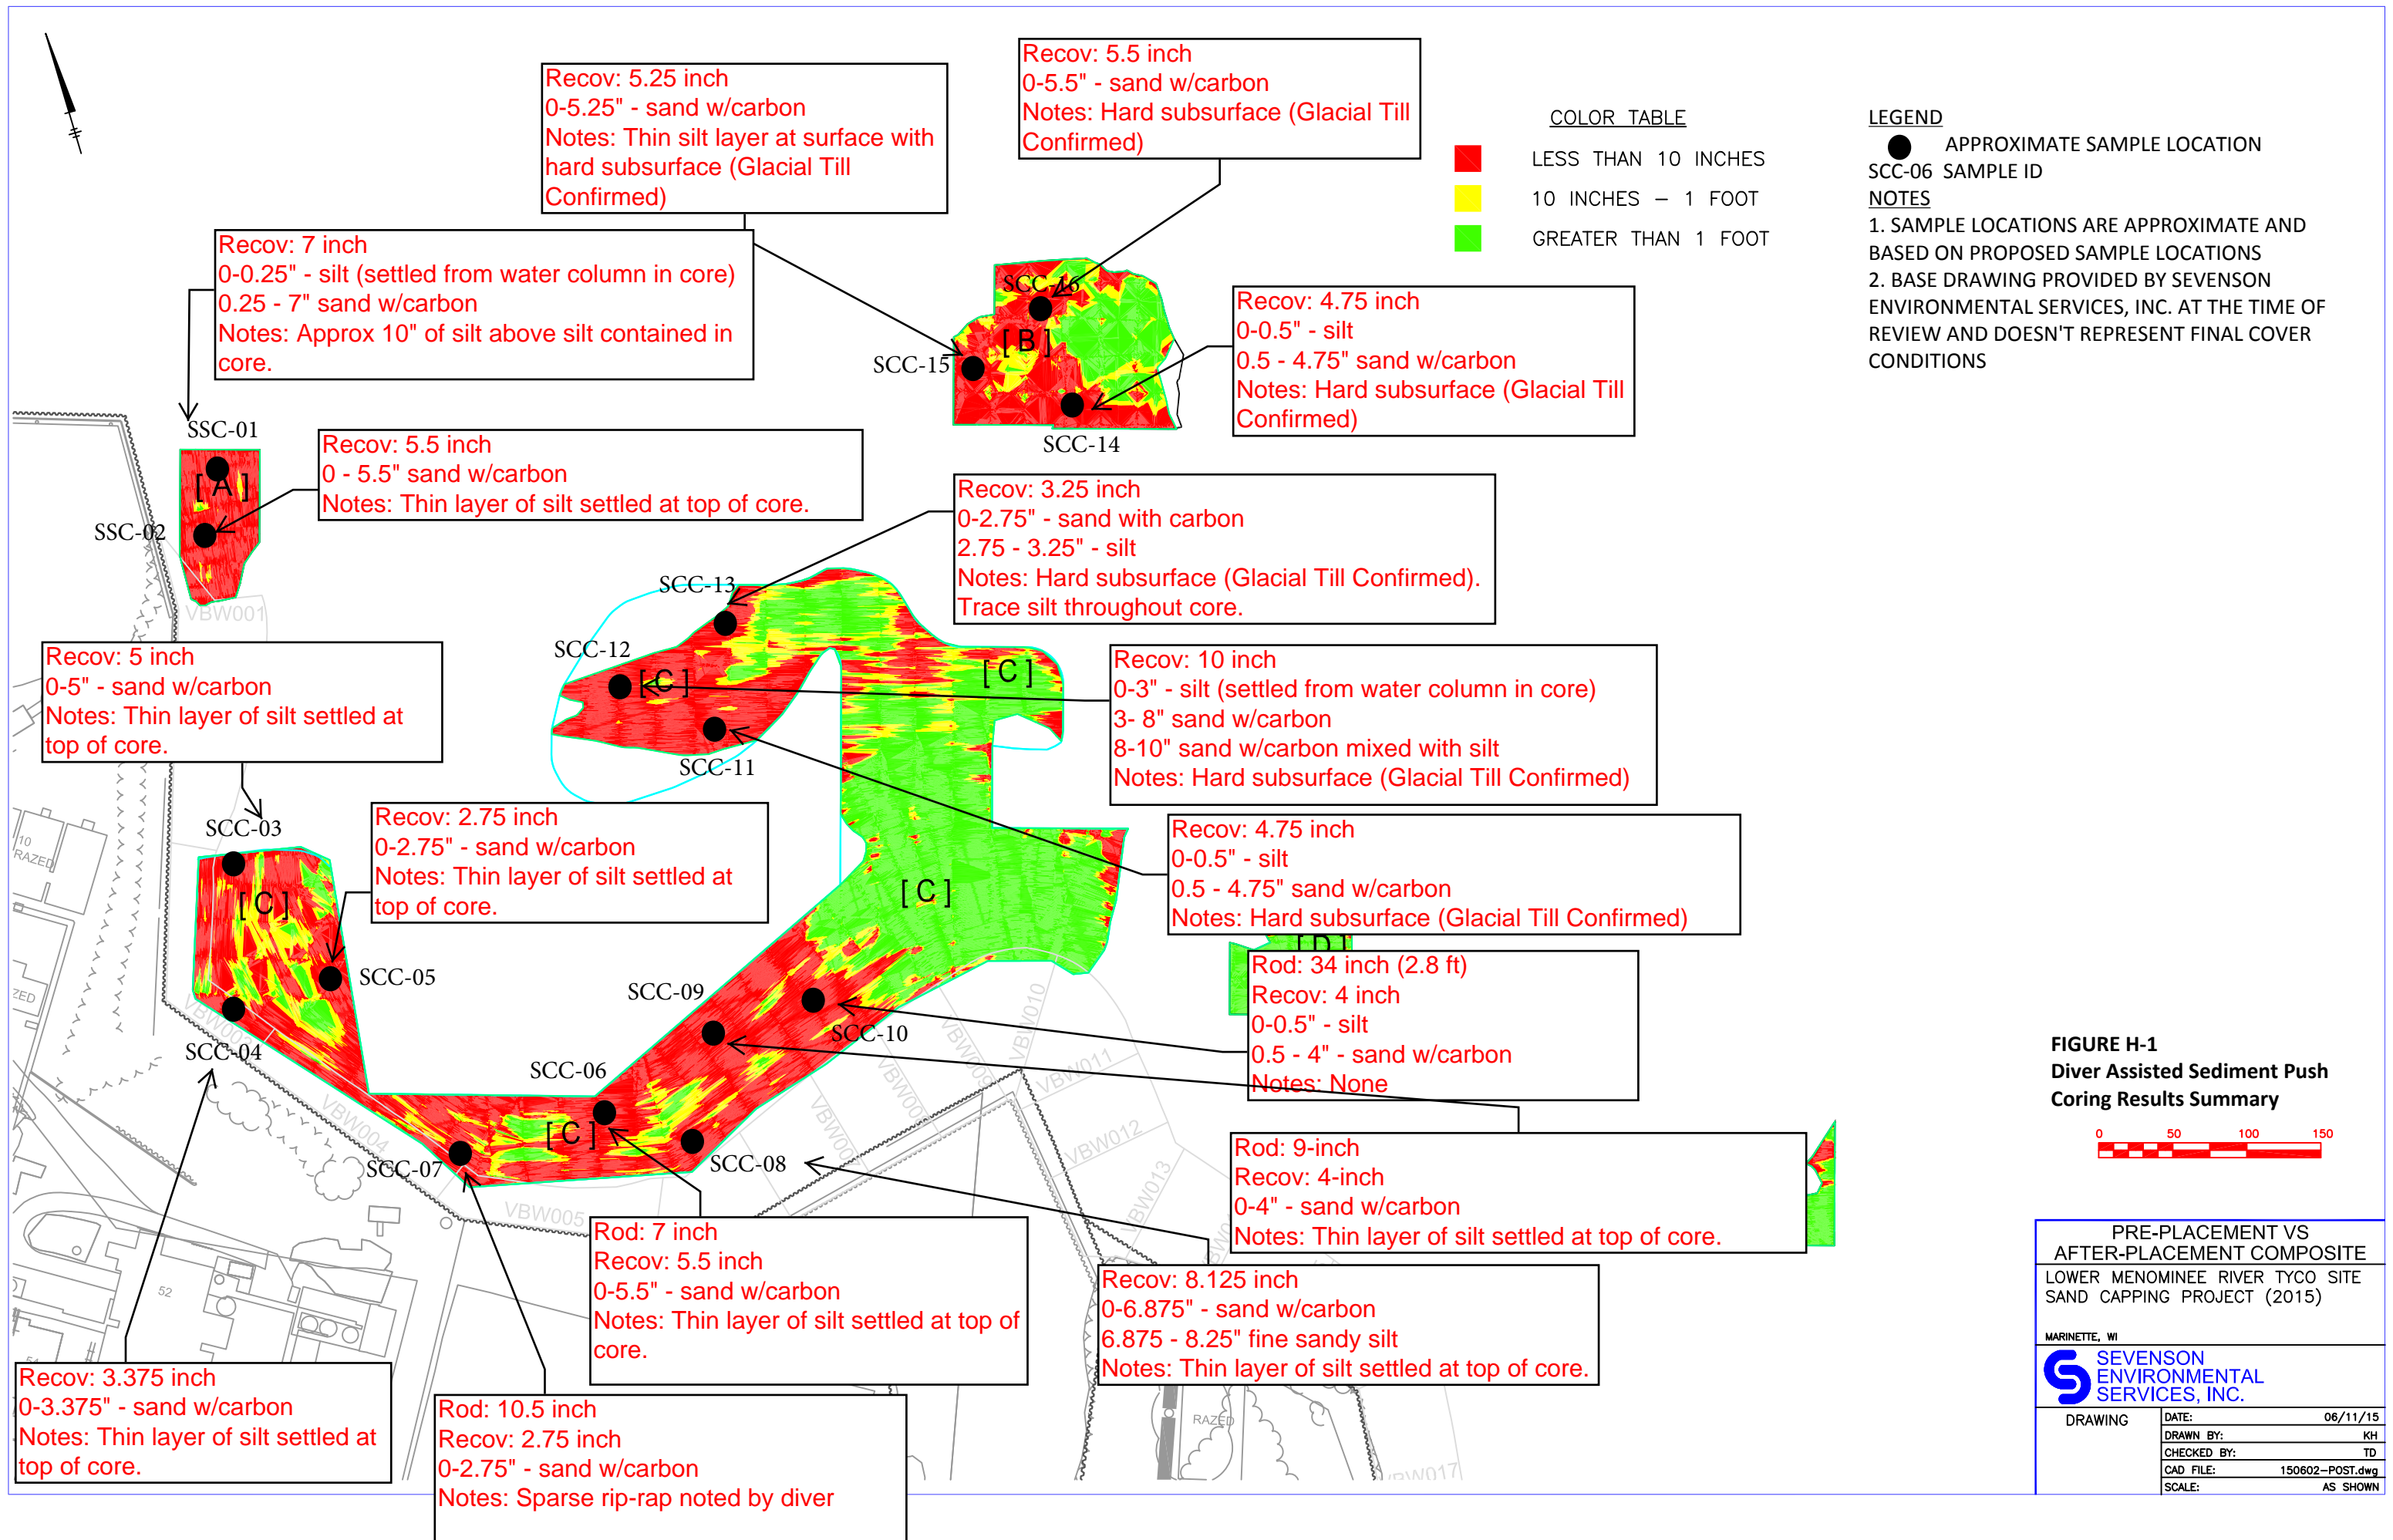 Recov: 5.25 inch
0-5.25" - sand w/carbon
Notes: Thin silt layer at surface with
hard subsurface (Glacial Till
Confirmed)
Recov: 5.5 inch
0-5.5" - sand w/carbon
Notes: Hard subsurface (Glacial Till
Confirmed)
COLOR TABLE
LESS THAN 10 INCHES
10 INCHES – 1 FOOT
GREATER THAN 1 FOOT
LEGEND
APPROXIMATE SAMPLE LOCATION
SCC-06 SAMPLE ID
NOTES
1. SAMPLE LOCATIONS ARE APPROXIMATE AND
BASED ON PROPOSED SAMPLE LOCATIONS
2. BASE DRAWING PROVIDED BY SEVENSON
ENVIRONMENTAL SERVICES, INC. AT THE TIME OF
REVIEW AND DOESN'T REPRESENT FINAL COVER
CONDITIONS
Recov: 7 inch
0-0.25" - silt (settled from water column in core)
0.25 - 7" sand w/carbon
Notes: Approx 10" of silt above silt contained in
core.
SCC-16
[ B ]
SCC-15
SCC-14
Recov: 4.75 inch
0-0.5" - silt
0.5 - 4.75" sand w/carbon
Notes: Hard subsurface (Glacial Till
Confirmed)
SSC-01
[ A ]
SSC-02
VBW001
Recov: 5.5 inch
0 - 5.5" sand w/carbon
Notes: Thin layer of silt settled at top of core.
Recov: 3.25 inch
0-2.75" - sand with carbon
2.75 - 3.25" - silt
Notes: Hard subsurface (Glacial Till Confirmed).
Trace silt throughout core.
SCC-13
SCC-12
[ C ]
[ C ]
SCC-11
Recov: 5 inch
0-5" - sand w/carbon
Notes: Thin layer of silt settled at
top of core.
Recov: 10 inch
0-3" - silt (settled from water column in core)
3- 8" sand w/carbon
8-10" sand w/carbon mixed with silt
Notes: Hard subsurface (Glacial Till Confirmed)
10
RAZED
SCC-03
Recov: 2.75 inch
0-2.75" - sand w/carbon
Notes: Thin layer of silt settled at
top of core.
Recov: 4.75 inch
0-0.5" - silt
0.5 - 4.75" sand w/carbon
Notes: Hard subsurface (Glacial Till Confirmed)
[ C ]
[ C ]
[ D ]
SCC-05
ZED
SCC-09
SCC-10
Rod: 34 inch (2.8 ft)
Recov: 4 inch
0-0.5" - silt
0.5 - 4" - sand w/carbon
Notes: None
SCC-04
SCC-06
VBW004
VBW007
VBW010
VBW011
VBW012
VBW013
FIGURE H-1
Diver Assisted Sediment Push
Coring Results Summary
0 50 100 150
[ C ]
SCC-07
SCC-08
VBW005
Rod: 9-inch
Recov: 4-inch
0-4" - sand w/carbon
Notes: Thin layer of silt settled at top of core.
Rod: 7 inch
Recov: 5.5 inch
0-5.5" - sand w/carbon
Notes: Thin layer of silt settled at top of
core.
Recov: 8.125 inch
0-6.875" - sand w/carbon
6.875 - 8.25" fine sandy silt
Notes: Thin layer of silt settled at top of core.
52
Recov: 3.375 inch
0-3.375" - sand w/carbon
Notes: Thin layer of silt settled at
top of core.
Rod: 10.5 inch
Recov: 2.75 inch
0-2.75" - sand w/carbon
Notes: Sparse rip-rap noted by diver
RAZED
VBW017
PRE-PLACEMENT VS
AFTER-PLACEMENT COMPOSITE
LOWER MENOMINEE RIVER TYCO SITE
SAND CAPPING PROJECT (2015)
MARINETTE, WI
SEVENSON
ENVIRONMENTAL
SERVICES, INC.
DRAWING
DATE: 06/11/15
DRAWN BY: KH
CHECKED BY: TD
CAD FILE: 150602–POST.dwg
SCALE: AS SHOWN